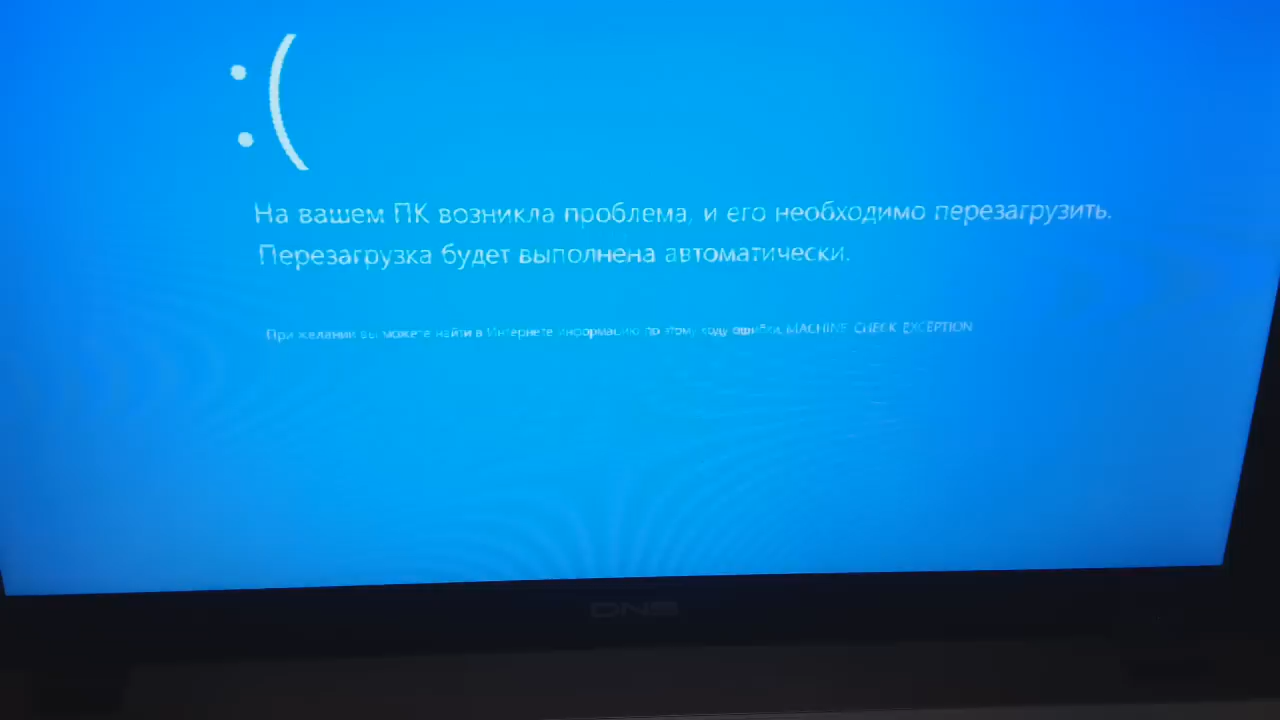 :(
На вашем ПК возникла проблема, и его необходимо перезагрузить.
Перезагрузка будет выполнена автоматически.
При желании вы можете найти в Интернете информацию по этому коду ошибки: MACHINE CHECK EXCEPTION
DNS